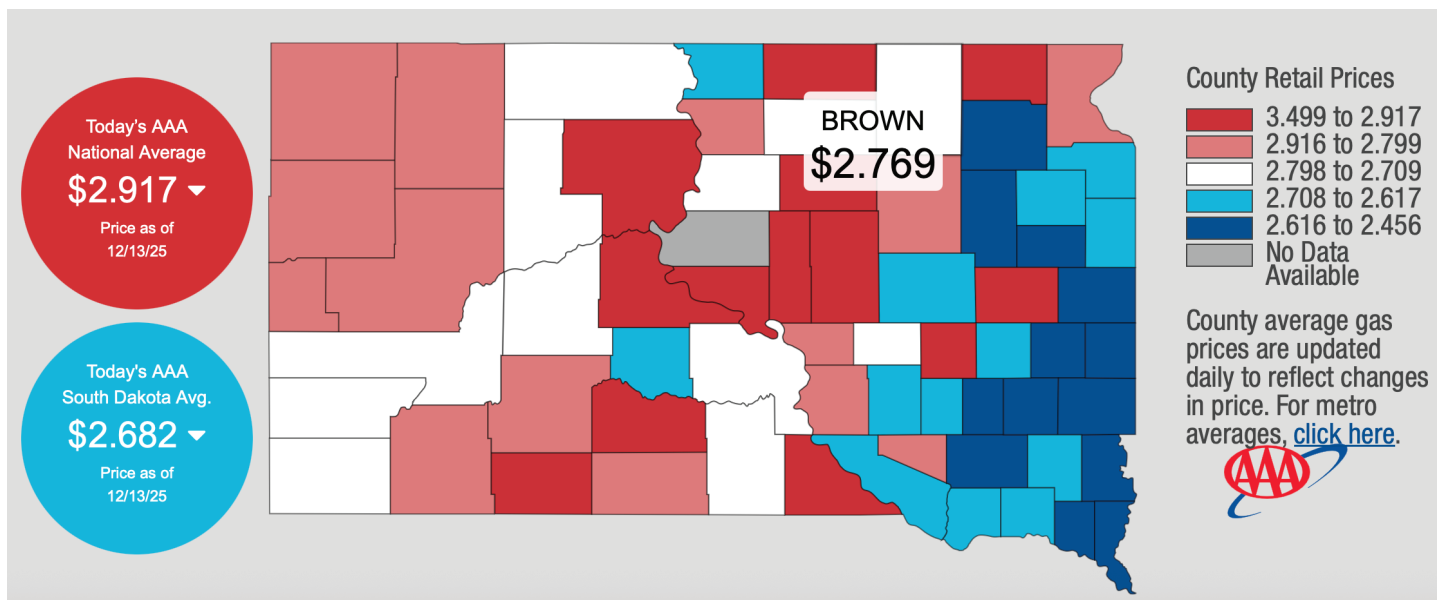 Today's AAA
National Average
$2.917
Price as of
12/13/25
Today's AAA
South Dakota Avg.
$2.682
Price as of
12/13/25
BROWN
$2.769
County Retail Prices
3.499 to 2.917
2.916 to 2.799
2.798 to 2.709
2.708 to 2.617
2.616 to 2.456
No Data
Available
County average gas
prices are updated
daily to reflect changes
in price. For metro
averages, click here.
AAA